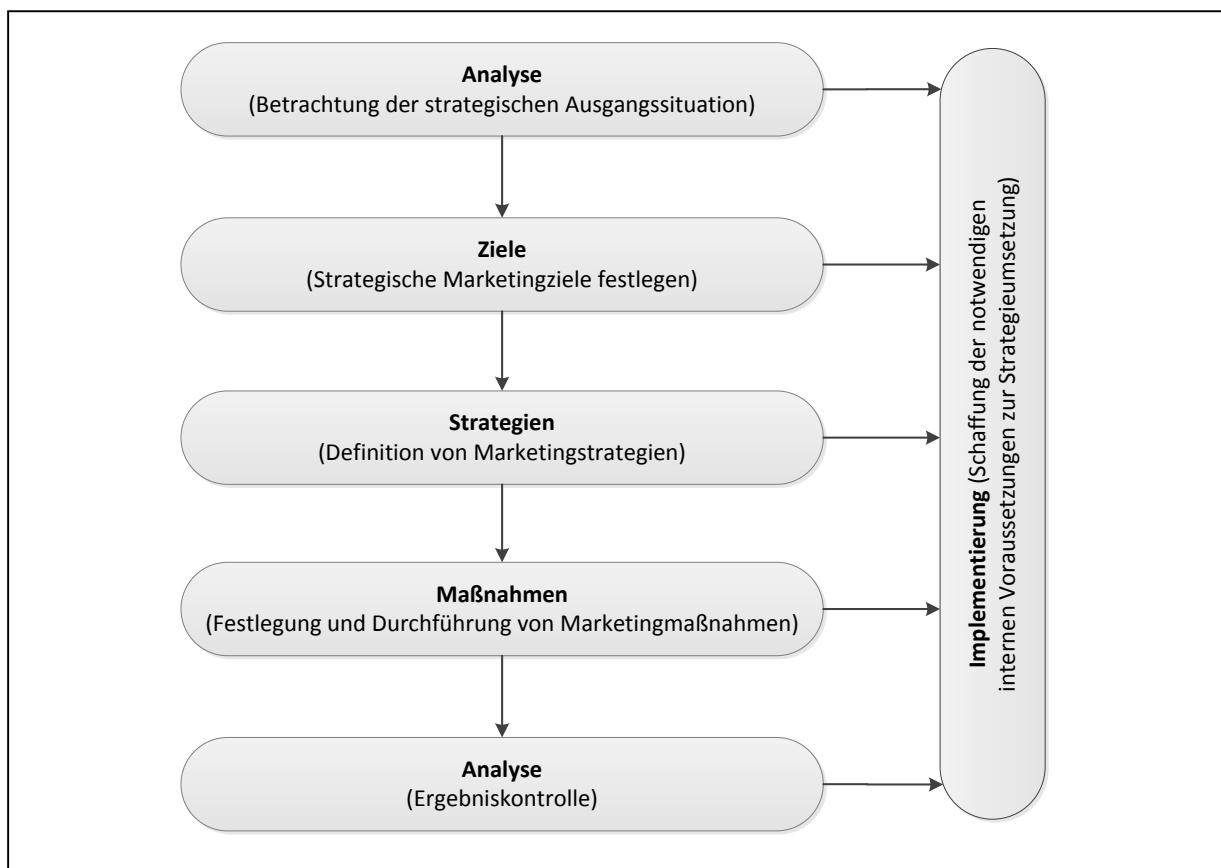 Analyse
(Betrachtung der strategischen Ausgangssituation)
Ziele
(Strategische Marketingziele festlegen)
Strategien
(Definition von Marketingstrategien)
Maßnahmen
(Festlegung und Durchführung von Marketingmaßnahmen)
Analyse
(Ergebniskontrolle)
Implementierung (Schaffung der notwendigen
internen Voraussetzungen zur Strategieumsetzung)